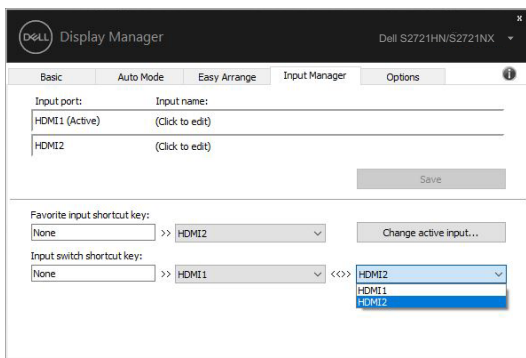 x
DELL Display Manager Dell S2721HN/S2721NX
Basic Auto Mode Easy Arrange Input Manager Options
Input port: Input name:
HDMI1 (Active) (Click to edit)
HDMI2 (Click to edit)
Save
Favorite input shortcut key:
None >> HDMI2 Change active input...
Input switch shortcut key:
None >> HDMI1 <<>> HDMI2
HDMI1
HDMI2